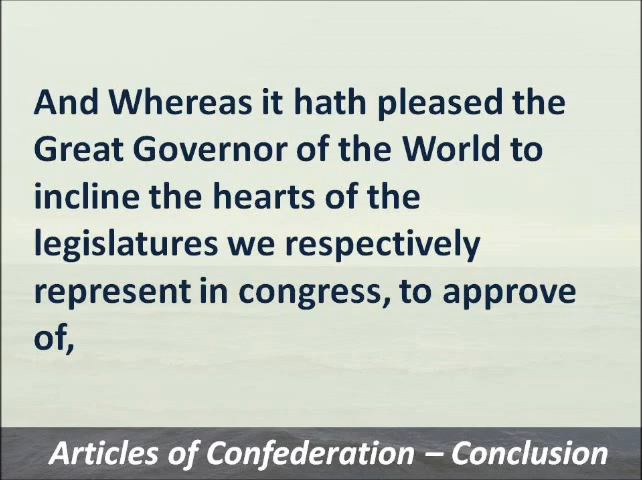 And Whereas it hath pleased the
Great Governor of the World to
incline the hearts of the
legislatures we respectively
represent in congress, to approve
of,
Articles of Confederation – Conclusion